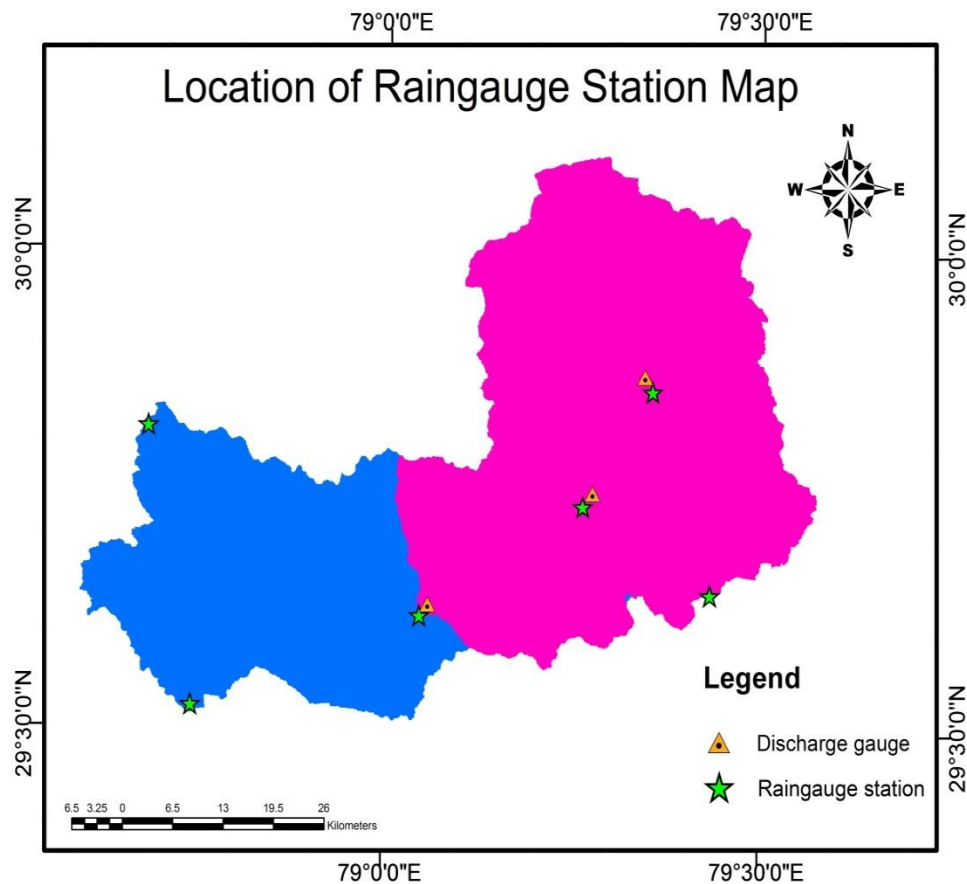 79°0'0"E 79°30'0"E
Location of Raingauge Station Map
N
W E
S
30°0'0"N
30°0'0"N
29°30'0"N
29°30'0"N
Legend
Discharge gauge
Raingauge station
6.5 3.25 0 6.5 13 19.5 26
Kilometers
79°0'0"E 79°30'0"E